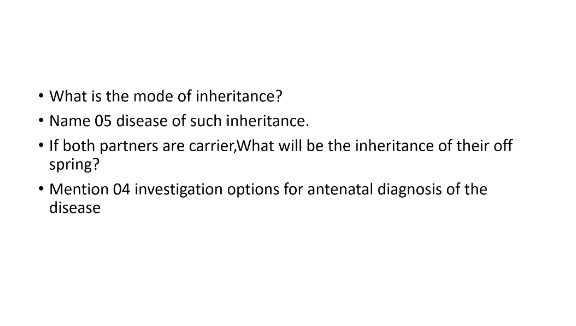 • What is the mode of inheritance?
• Name 05 disease of such inheritance.
• If both partners are carrier,What will be the inheritance of their off
spring?
• Mention 04 investigation options for antenatal diagnosis of the
disease